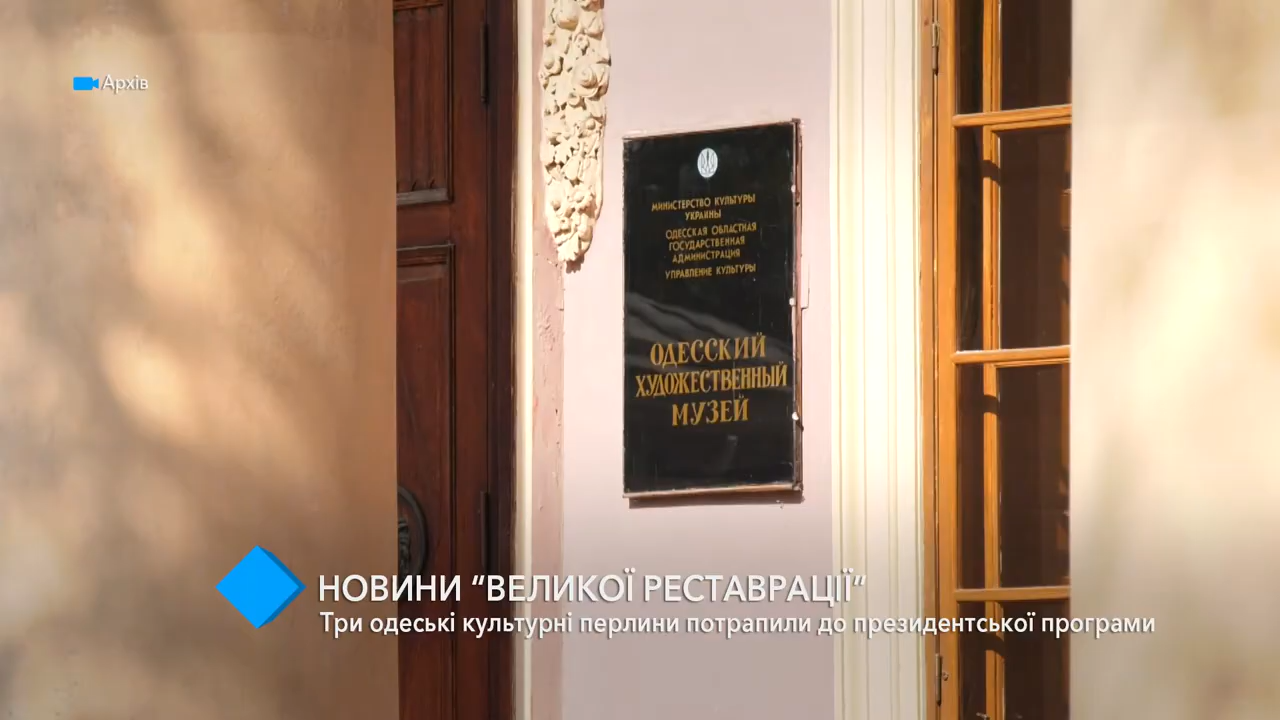 Архів
МИНИСТЕРСТВО КУЛЬТУРЫ
УКРАИНЫ
ОДЕССКАЯ ОБЛАСТНАЯ
ГОСУДАРСТВЕННАЯ
АДМИНИСТРАЦИЯ
УПРАВЛЕНИЕ КУЛЬТУРЫ
ОДЕССКИЙ
ХУДОЖЕСТВЕННЫЙ
МУЗЕЙ
НОВИНИ “ВЕЛИКОЇ РЕСТАВРАЦІЇ“
Три одеські культурні перлини потрапили до президентської програми